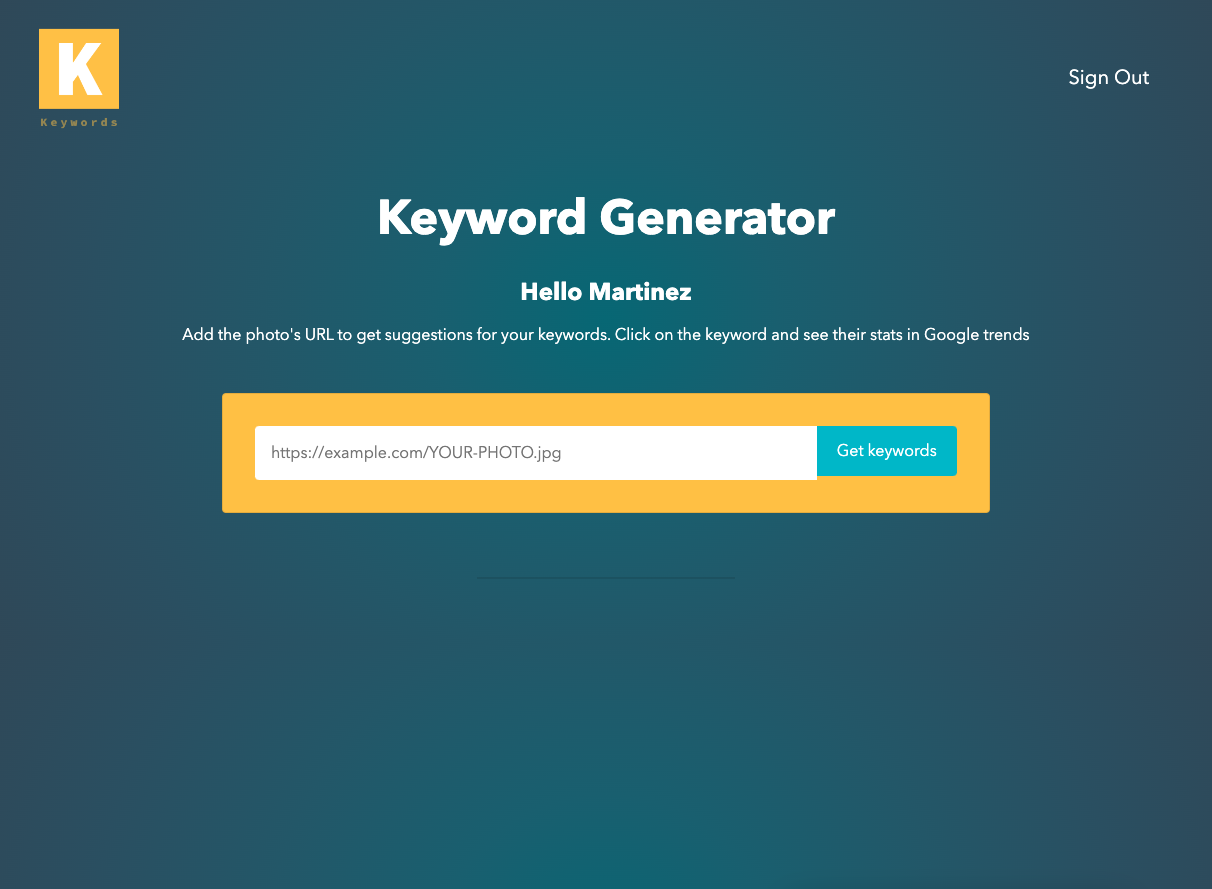 K
Keywords
Sign Out
Keyword Generator
Hello Martinez
Add the photo's URL to get suggestions for your keywords. Click on the keyword and see their stats in Google trends
https://example.com/YOUR-PHOTO.jpg
Get keywords